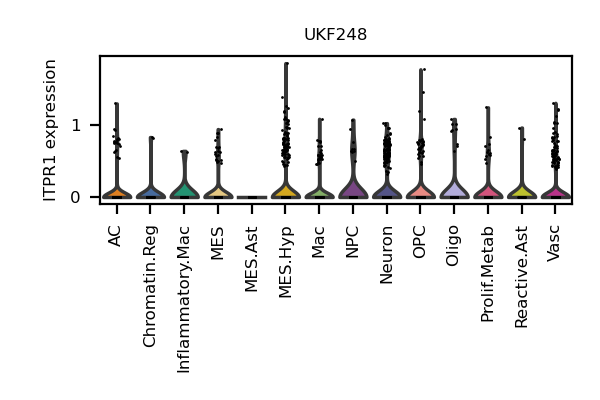 UKF248
ITPR1 expression
1
0
AC
Chromatin.Reg
Inflammatory.Mac
MES
MES.Ast
MES.Hyp
Mac
NPC
Neuron
OPC
Oligo
Prolif.Metab
Reactive.Ast
Vasc